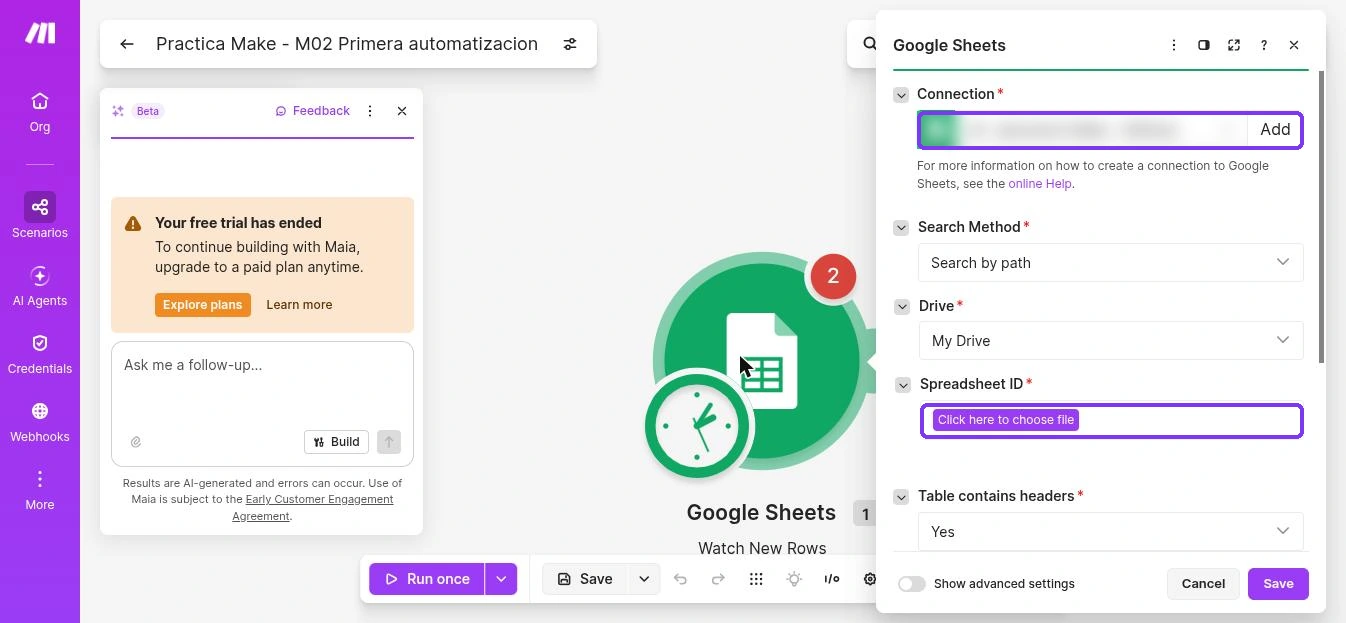 Practica Make - M02 Primera automatizacion
Org
Scenarios
AI Agents
Credentials
Webhooks
More
Beta
Feedback
Your free trial has ended
To continue building with Maia,
upgrade to a paid plan anytime.
Explore plans
Learn more
Ask me a follow-up...
Build
Results are AI-generated and errors can occur. Use of
Maia is subject to the Early Customer Engagement
Agreement.
2
Google Sheets
1
Watch New Rows
Run once
Save
Google Sheets
?
Connection*
Add
For more information on how to create a connection to Google
Sheets, see the online Help.
Search Method*
Search by path
Drive*
My Drive
Spreadsheet ID*
Click here to choose file
Table contains headers*
Yes
Show advanced settings
Cancel
Save